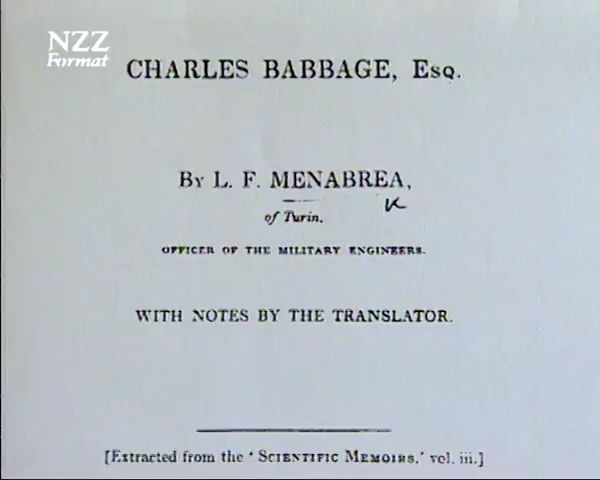 NZZ
Format
CHARLES BABBAGE, Esq.
By L. F. MENABREA,
of Turin,
OFFICER OF THE MILITARY ENGINEERS.
WITH NOTES BY THE TRANSLATOR.
[Extracted from the ‘Scientific Memoirs,’ vol. iii.]